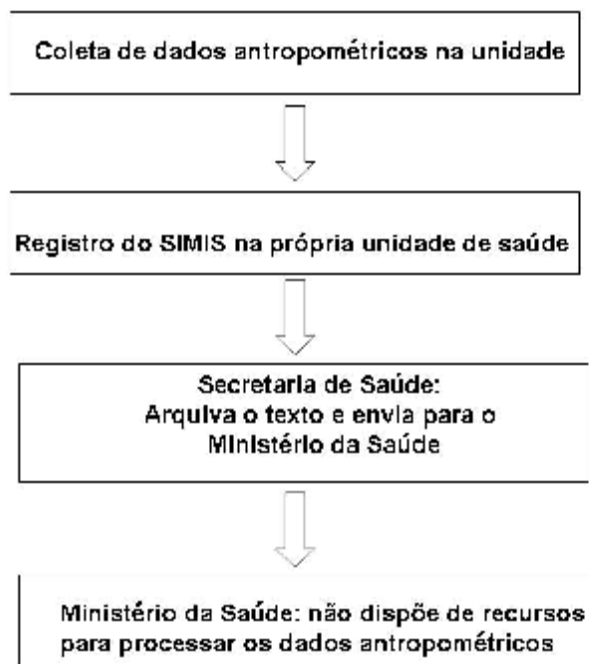 Coleta de dados antropométricos na unidade
Registro do SIMIS na própria unidade de saúde
Secretaria de Saúde:
Arquiva o texto e envia para o
Ministério da Saúde
Ministério da Saúde: não dispõe de recursos
para processar os dados antropométricos